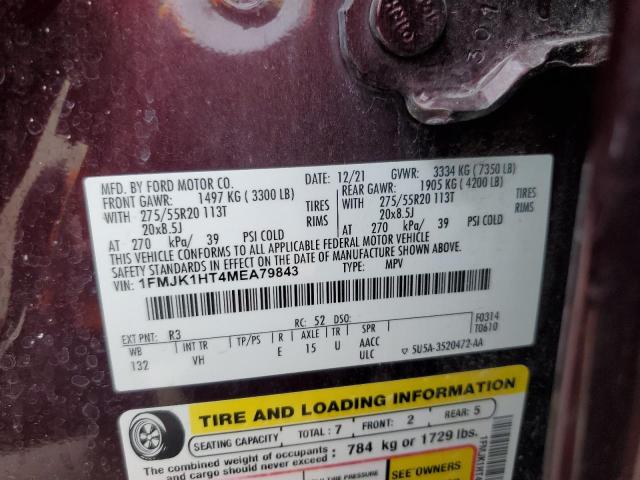 MFD. BY FORD MOTOR CO.
DATE: 12/21 GVWR: 3334 KG ( 7350 LB)
FRONT GAWR: 1497 KG ( 3300 LB)
REAR GAWR: 1905 KG ( 4200 LB)
WITH 275/55R20 113T TIRES
WITH 275/55R20 113T TIRES
20x8.5J RIMS
20x8.5J RIMS
AT 270 kPa/ 39 PSI COLD
AT 270 kPa/ 39 PSI COLD
THIS VEHICLE CONFORMS TO ALL APPLICABLE FEDERAL MOTOR VEHICLE
SAFETY STANDARDS IN EFFECT ON THE DATE OF MANUFACTURE SHOWN ABOVE.
VIN: 1FMJK1HT4MEA79843 TYPE: MPV
F0314
T0610
EXT PNT: R3 RC: 52 DSO:
WB INT TR TP/PS R AXLE TR SPR
132 VH E 15 U AACC
ULC ▽ 5U5A-3520472-AA
TIRE AND LOADING INFORMATION
SEATING CAPACITY TOTAL: 7 FRONT: 2 REAR: 5
The combined weight of occupants
and cargo should never exceed : 784 kg or 1729 lbs.
SEE OWNERS